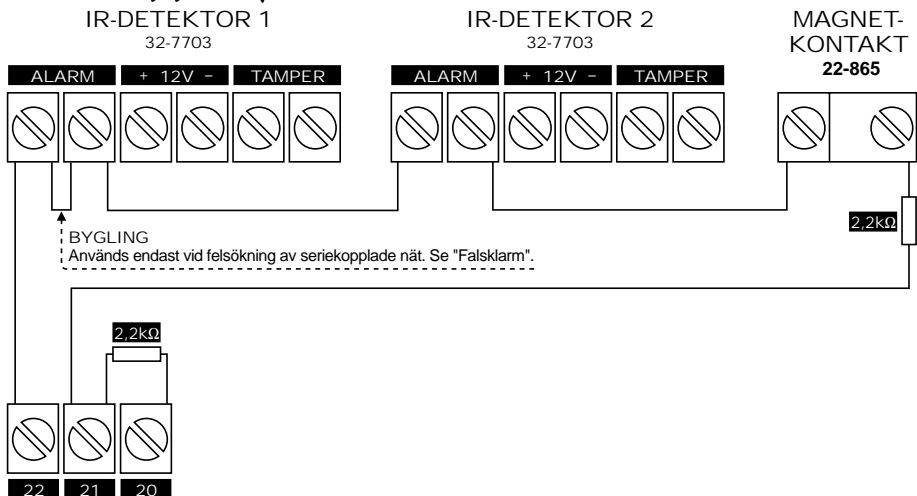 IR-DETEKTOR 1
32-7703
ALARM + 12V – TAMPER
IR-DETEKTOR 2
32-7703
ALARM + 12V – TAMPER
MAGNET-
KONTAKT
22-865
2,2kΩ
BYGLING
Används endast vid felsökning av seriekopplade nät. Se "Falsklarm".
2,2kΩ
22 21 20